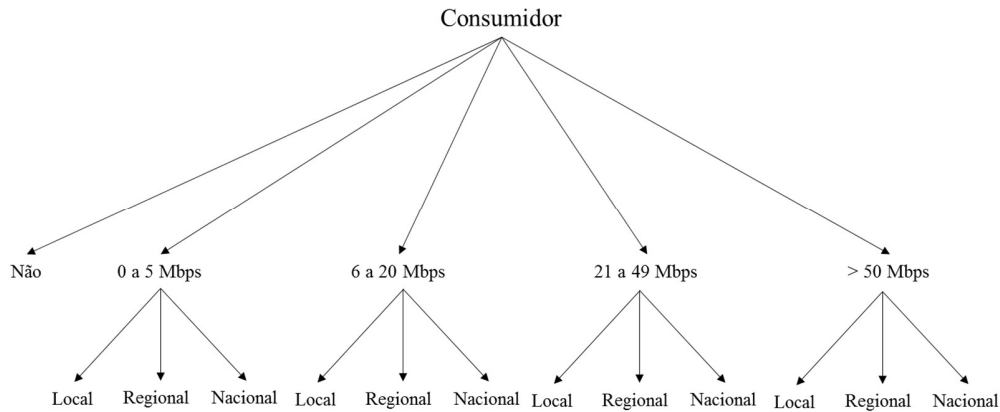 Consumidor
Não 0 a 5 Mbps 6 a 20 Mbps 21 a 49 Mbps > 50 Mbps
Local Regional Nacional Local Regional Nacional Local Regional Nacional Local Regional Nacional